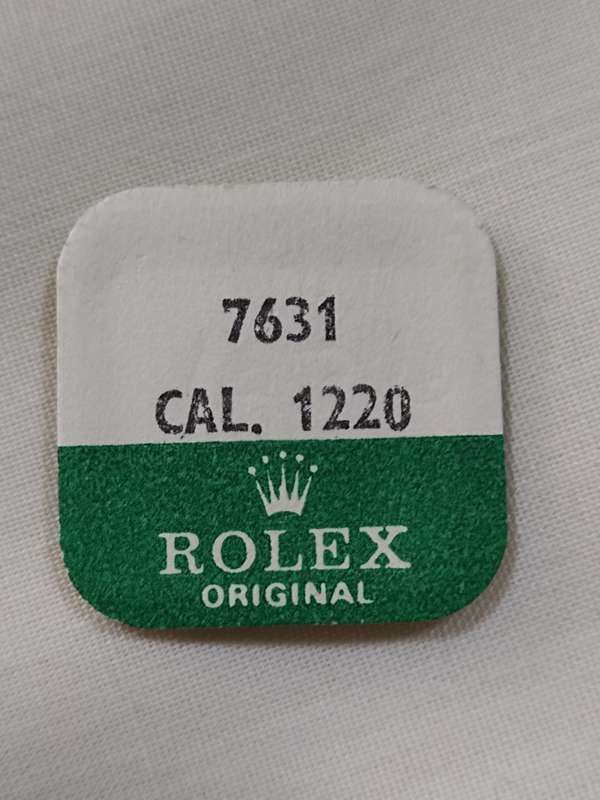 7631
CAL. 1220
ROLEX
ORIGINAL